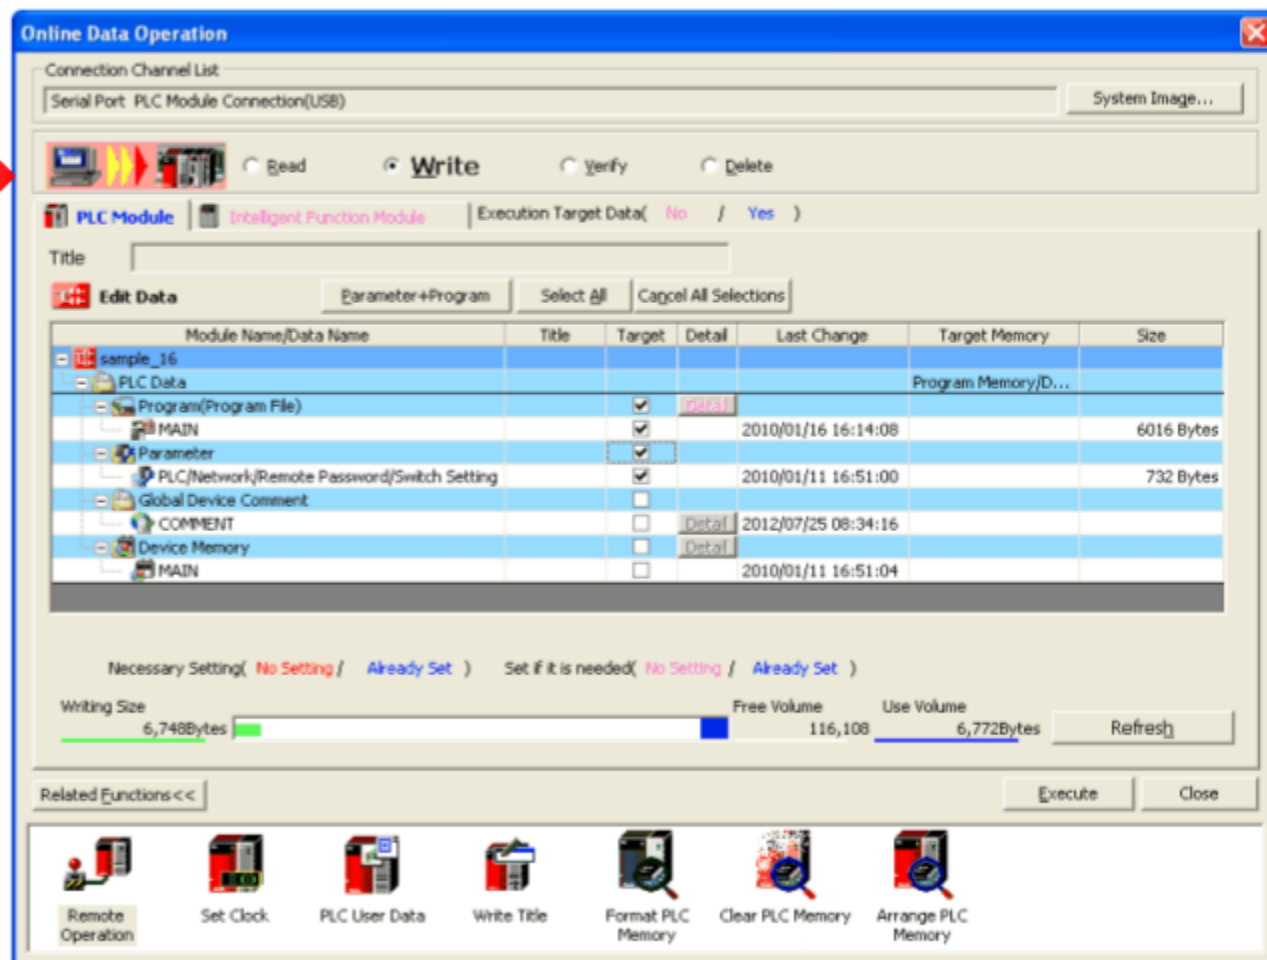 Online Data Operation
Connection Channel List
Serial Port PLC Module Connection(USB)
System Image...
Read
Write
Verify
Delete
PLC Module
Intelligent Function Module
Execution Target Data( No / Yes )
Title
Edit Data
Parameter+Program
Select All
Cancel All Selections
Module Name/Data Name Title Target Detail Last Change Target Memory Size
sample_16
PLC Data Program Memory/D...
Program(Program File) Detail
MAIN 2010/01/16 16:14:08 6016 Bytes
Parameter
PLC/Network/Remote Password/Switch Setting 2010/01/11 16:51:00 732 Bytes
Global Device Comment
COMMENT Detail 2012/07/25 08:34:16
Device Memory Detail
MAIN 2010/01/11 16:51:04
Necessary Setting( No Setting / Already Set ) Set if it is needed( No Setting / Already Set )
Writing Size
6,748Bytes
Free Volume
116,108
Use Volume
6,772Bytes
Refresh
Related Functions<<
Execute
Close
Remote
Operation
Set Clock
PLC User Data
Write Title
Format PLC
Memory
Clear PLC Memory
Arrange PLC
Memory